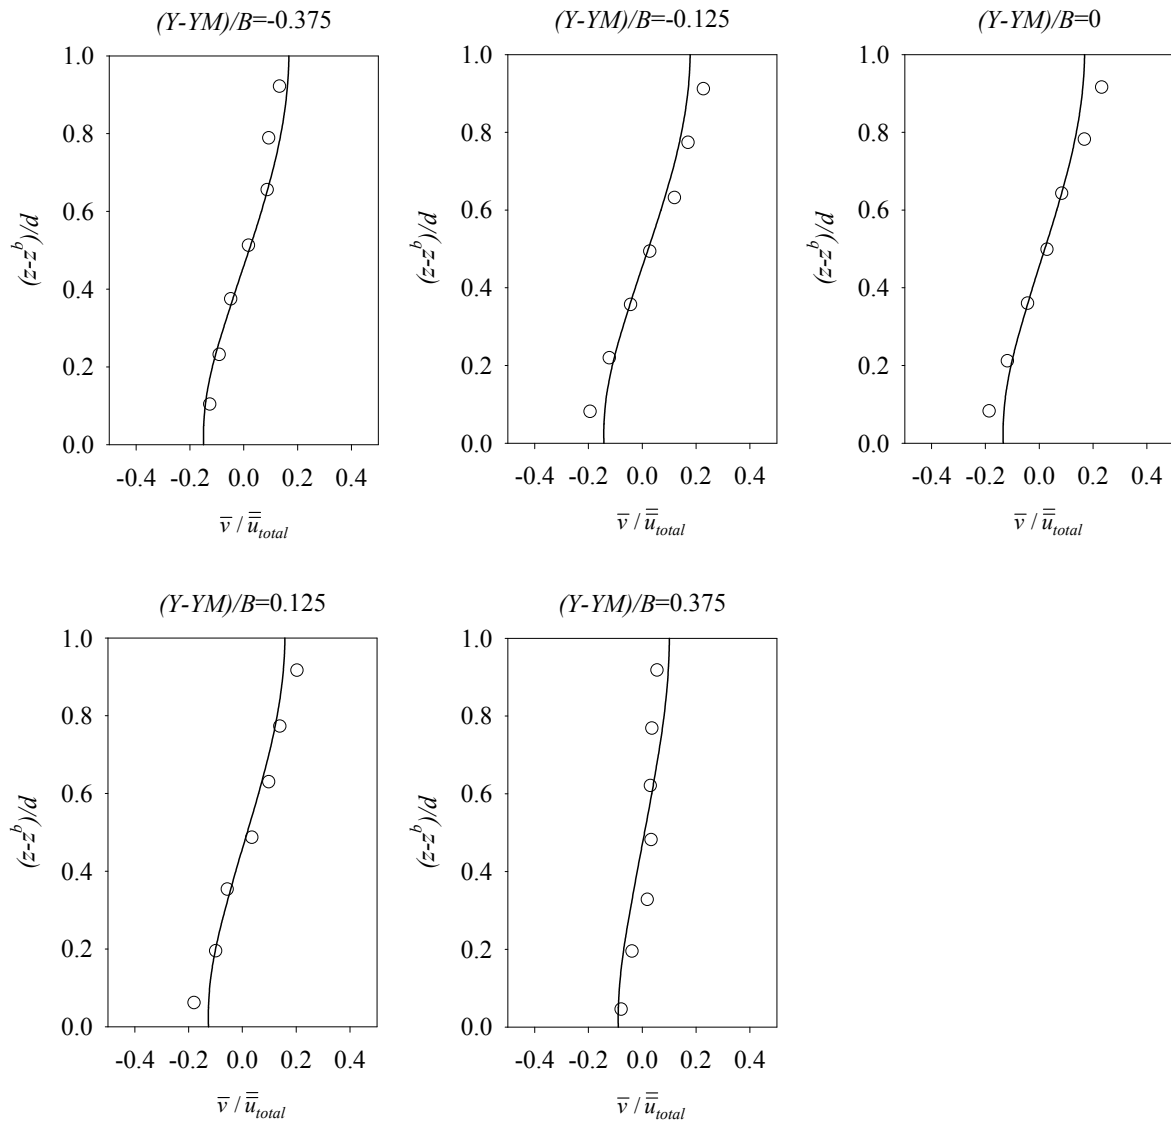 (Y-YM)/B=-0.375 (Y-YM)/B=-0.125 (Y-YM)/B=0
1.0 1.0 1.0
0.8 0.8 0.8
0.6 0.6 0.6
(z-z^b)/d (z-z^b)/d (z-z^b)/d
0.4 0.4 0.4
0.2 0.2 0.2
0.0 0.0 0.0
-0.4 -0.2 0.0 0.2 0.4 -0.4 -0.2 0.0 0.2 0.4 -0.4 -0.2 0.0 0.2 0.4
v̅ / u̿_total v̅ / u̿_total v̅ / u̿_total
(Y-YM)/B=0.125 (Y-YM)/B=0.375
1.0 1.0
0.8 0.8
0.6 0.6
(z-z^b)/d (z-z^b)/d
0.4 0.4
0.2 0.2
0.0 0.0
-0.4 -0.2 0.0 0.2 0.4 -0.4 -0.2 0.0 0.2 0.4
v̅ / u̿_total v̅ / u̿_total